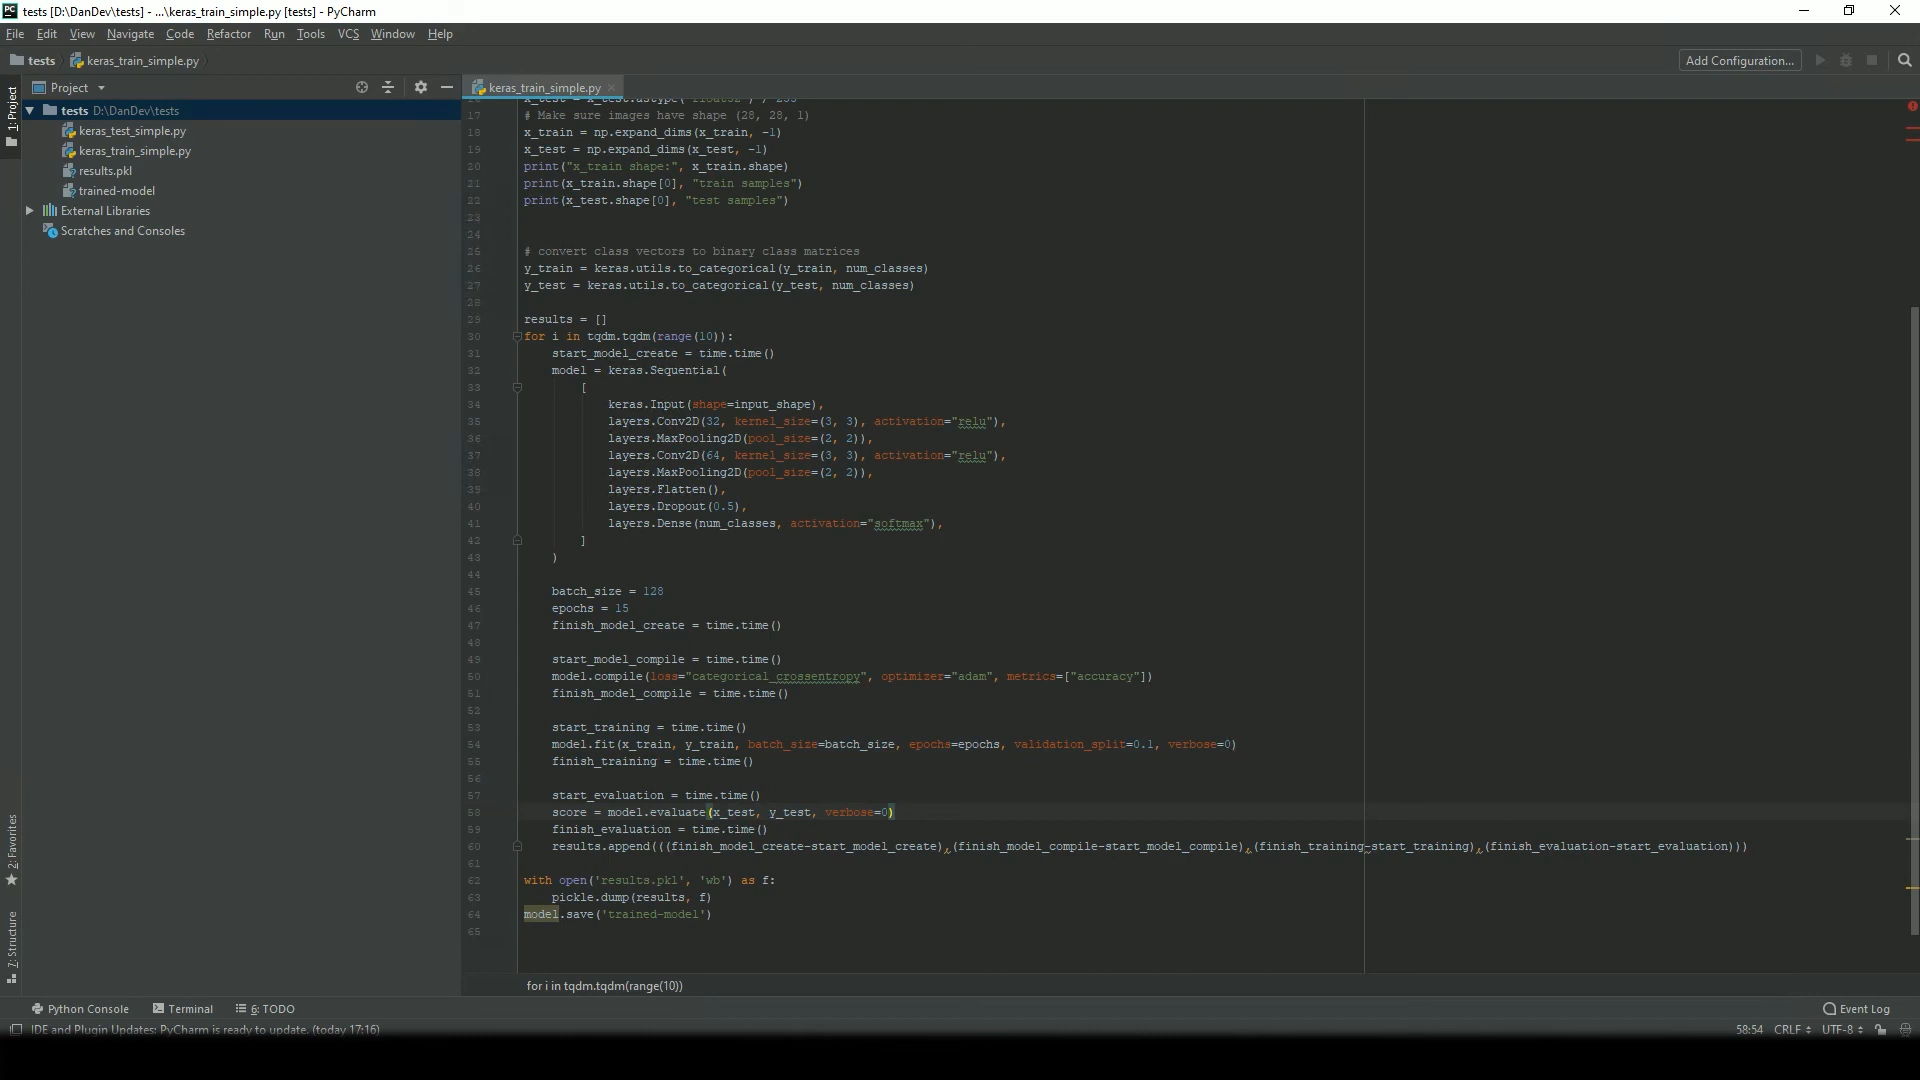 tests [D:\DanDev\tests] - ...\keras_train_simple.py [tests] - PyCharm
File Edit View Navigate Code Refactor Run Tools VCS Window Help
tests keras_train_simple.py Add Configuration...
1: Project
Project
tests D:\DanDev\tests
keras_test_simple.py
keras_train_simple.py
results.pkl
trained-model
External Libraries
Scratches and Consoles
2: Favorites
7: Structure
keras_train_simple.py
17 # Make sure images have shape (28, 28, 1)
18 x_train = np.expand_dims(x_train, -1)
19 x_test = np.expand_dims(x_test, -1)
20 print("x_train shape:", x_train.shape)
21 print(x_train.shape[0], "train samples")
22 print(x_test.shape[0], "test samples")
23
24
25 # convert class vectors to binary class matrices
26 y_train = keras.utils.to_categorical(y_train, num_classes)
27 y_test = keras.utils.to_categorical(y_test, num_classes)
28
29 results = []
30 for i in tqdm.tqdm(range(10)):
31 start_model_create = time.time()
32 model = keras.Sequential(
33 [
34 keras.Input(shape=input_shape),
35 layers.Conv2D(32, kernel_size=(3, 3), activation="relu"),
36 layers.MaxPooling2D(pool_size=(2, 2)),
37 layers.Conv2D(64, kernel_size=(3, 3), activation="relu"),
38 layers.MaxPooling2D(pool_size=(2, 2)),
39 layers.Flatten(),
40 layers.Dropout(0.5),
41 layers.Dense(num_classes, activation="softmax"),
42 ]
43 )
44
45 batch_size = 128
46 epochs = 15
47 finish_model_create = time.time()
48
49 start_model_compile = time.time()
50 model.compile(loss="categorical_crossentropy", optimizer="adam", metrics=["accuracy"])
51 finish_model_compile = time.time()
52
53 start_training = time.time()
54 model.fit(x_train, y_train, batch_size=batch_size, epochs=epochs, validation_split=0.1, verbose=0)
55 finish_training = time.time()
56
57 start_evaluation = time.time()
58 score = model.evaluate(x_test, y_test, verbose=0)
59 finish_evaluation = time.time()
60 results.append(((finish_model_create-start_model_create),(finish_model_compile-start_model_compile),(finish_training-start_training),(finish_evaluation-start_evaluation)))
61
62 with open('results.pkl', 'wb') as f:
63 pickle.dump(results, f)
64 model.save('trained-model')
65
for i in tqdm.tqdm(range(10))
Python Console Terminal 6: TODO Event Log
IDE and Plugin Updates: PyCharm is ready to update. (today 17:16) 58:54 CRLF UTF-8